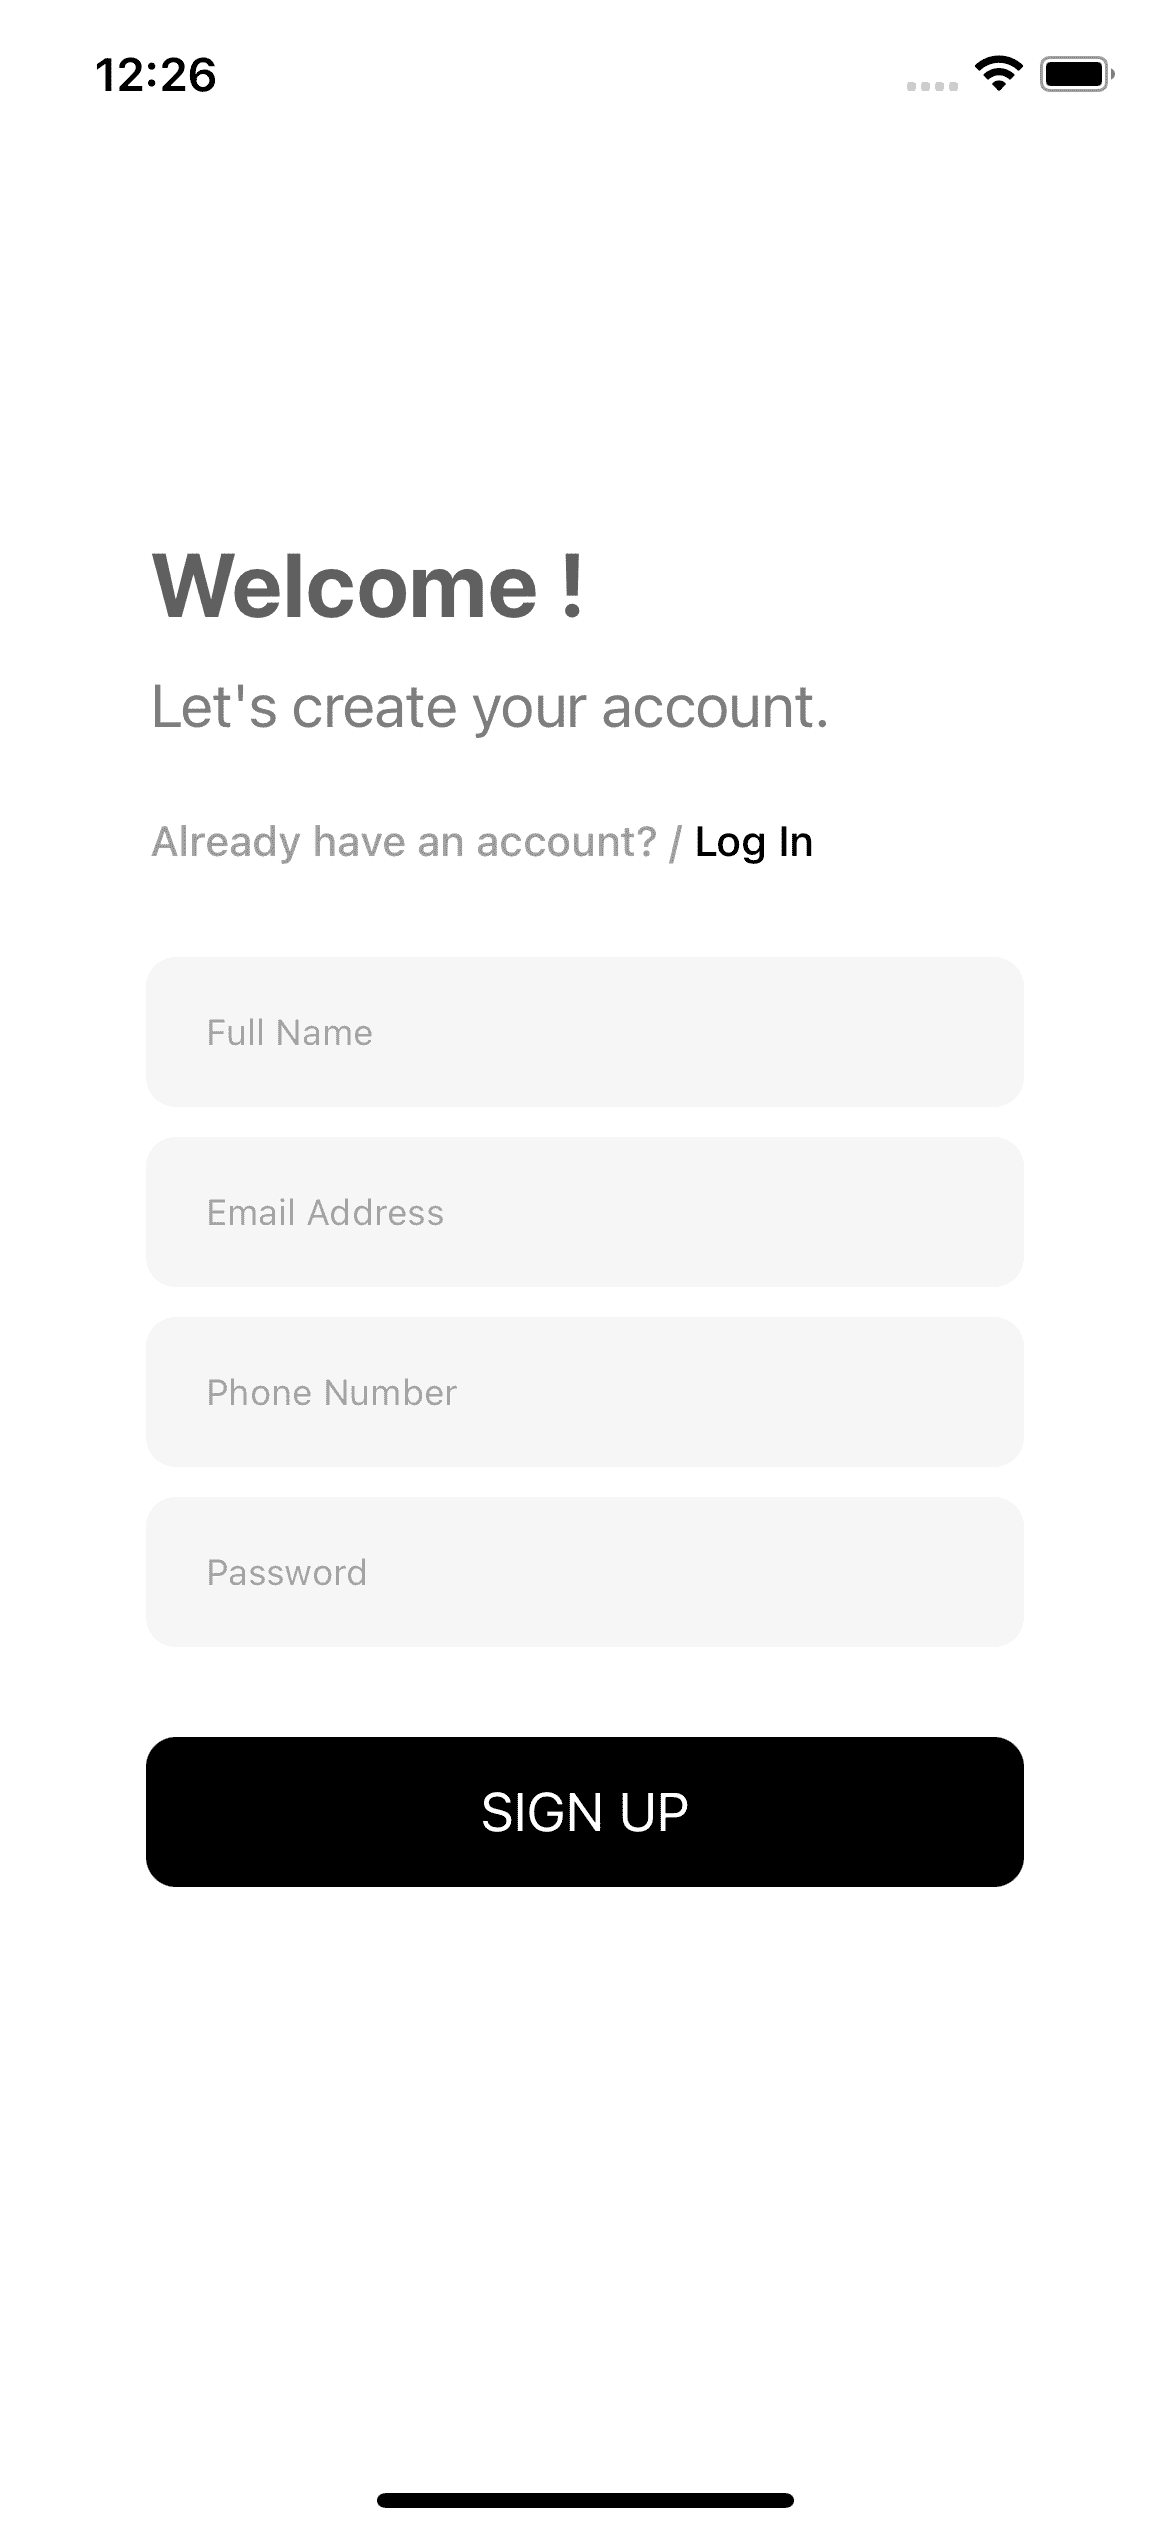 12:26
Welcome !
Let's create your account.
Already have an account? / Log In
Full Name
Email Address
Phone Number
Password
SIGN UP